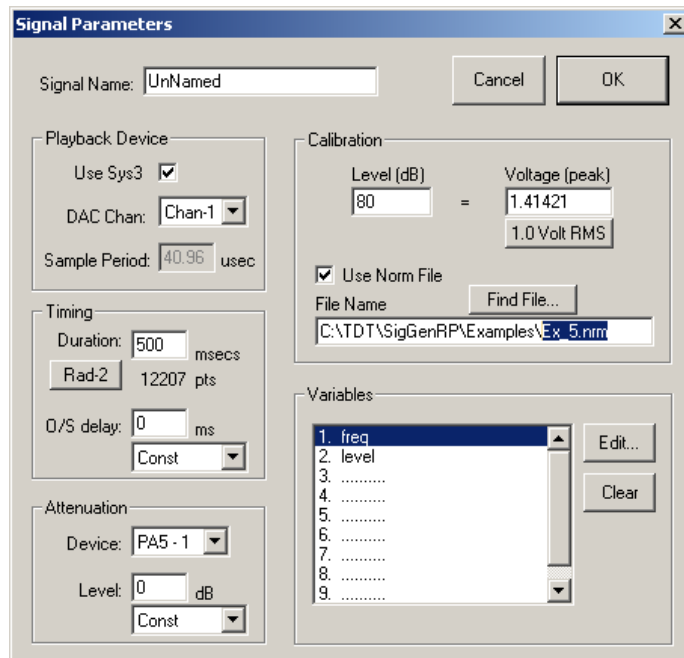 Signal Parameters
Signal Name: UnNamed
Cancel
OK
Playback Device
Use Sys3
DAC Chan: Chan-1
Sample Period: 40.96 usec
Calibration
Level (dB)
Voltage (peak)
80 = 1.41421
1.0 Volt RMS
Use Norm File
File Name
Find File...
C:\TDT\SigGenRP\Examples\Ex_5.nrm
Timing
Duration: 500 msecs
Rad-2
12207 pts
O/S delay: 0 ms
Const
Attenuation
Device: PA5 - 1
Level: 0 dB
Const
Variables
1. freq
2. level
3. ..........
4. ..........
5. ..........
6. ..........
7. ..........
8. ..........
9. ..........
Edit...
Clear